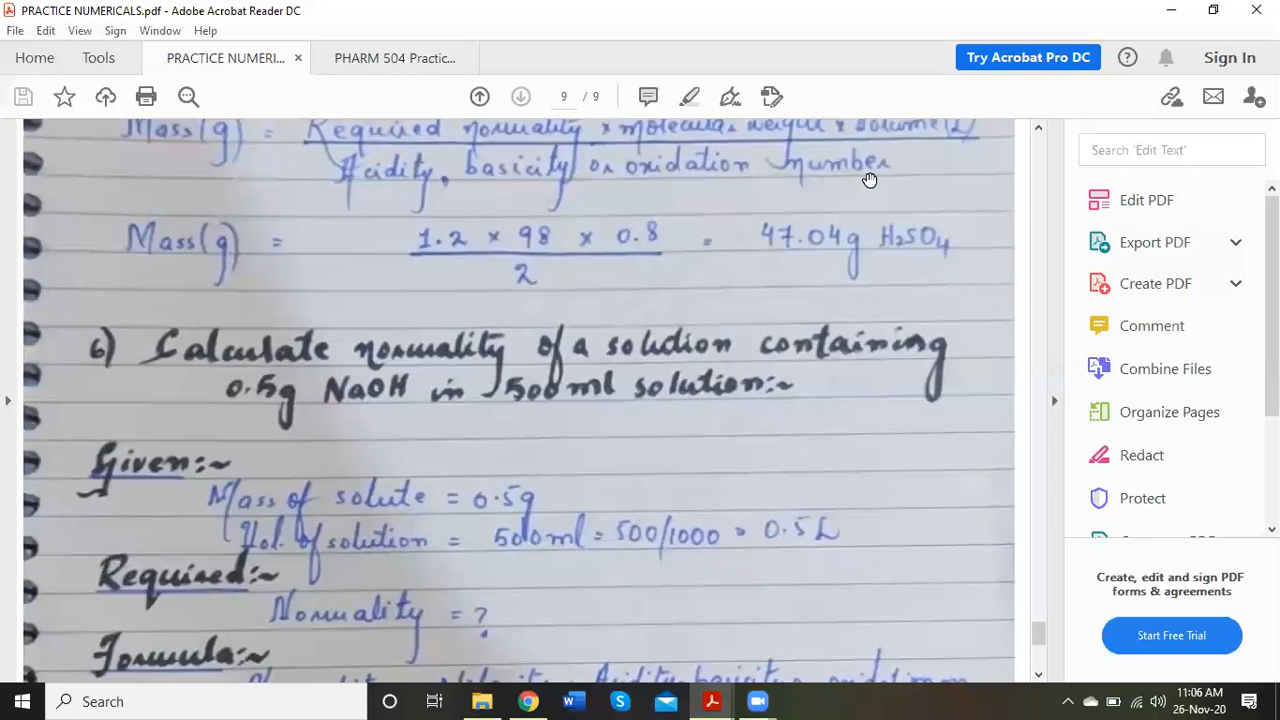 PRACTICE NUMERICALS.pdf - Adobe Acrobat Reader DC
File Edit View Sign Window Help
Home Tools PRACTICE NUMERI... × PHARM 504 Practic... Try Acrobat Pro DC Sign In
9 / 9
Mass(g) = Required normality × molecular weight × volume(L)
Acidity, basicity or oxidation number
Mass(g) = 1.2 × 98 × 0.8 = 47.04g H₂SO₄
2
6) Calculate normality of a solution containing
0.5g NaOH in 500ml solution:~
Given:~
Mass of solute = 0.5g
Vol. of solution = 500ml = 500/1000 = 0.5L
Required:~
Normality = ?
Formula:~
Search 'Edit Text'
Edit PDF
Export PDF
Create PDF
Comment
Combine Files
Organize Pages
Redact
Protect
Create, edit and sign PDF
forms & agreements
Start Free Trial
Search
11:06 AM
26-Nov-20